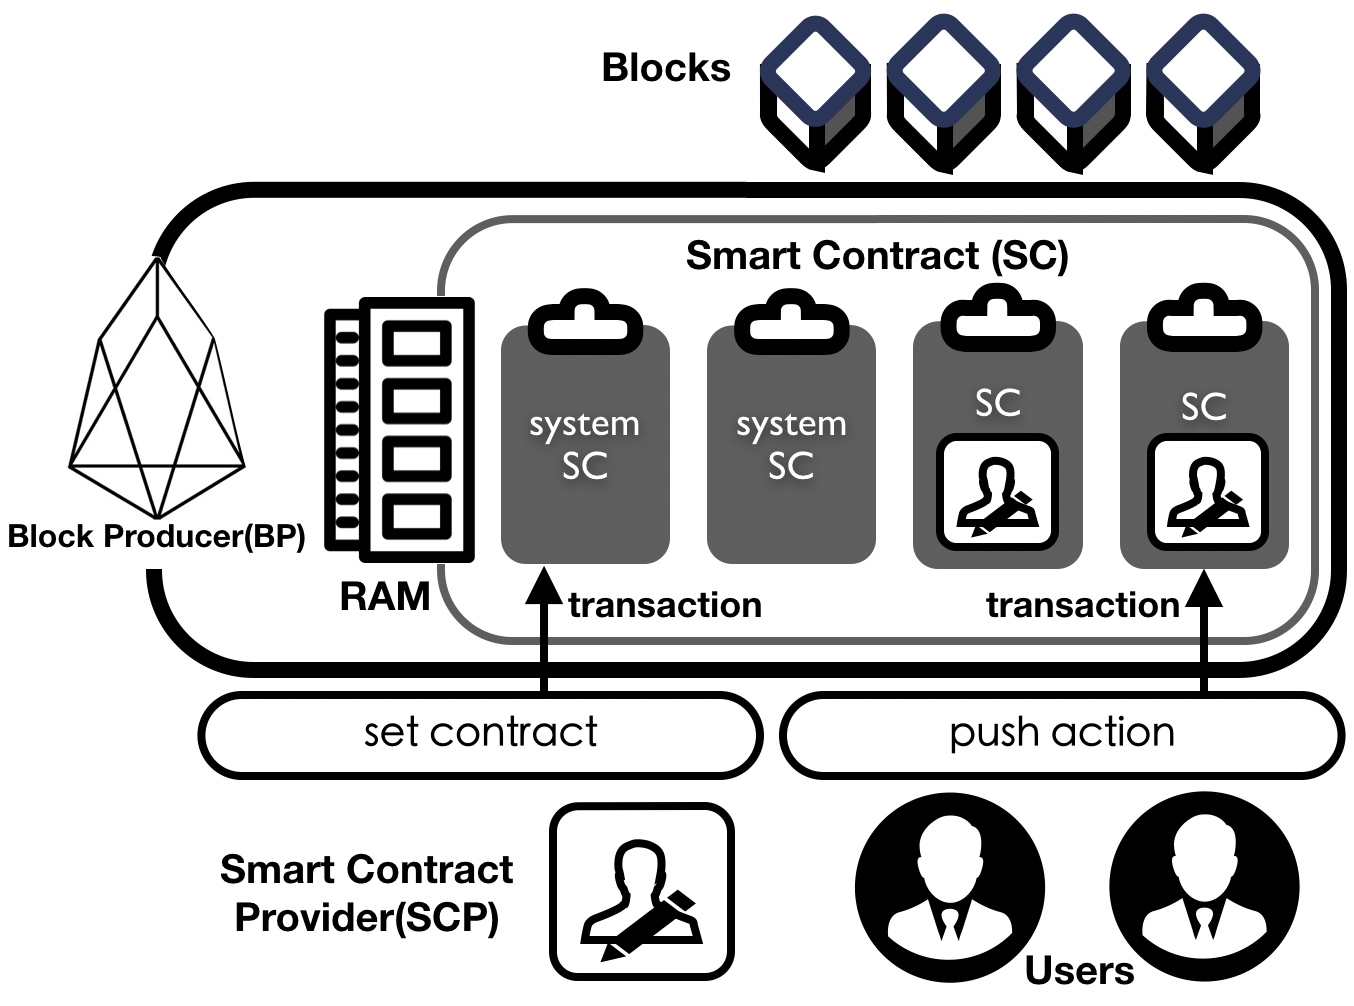 Blocks
Smart Contract (SC)
system
SC
system
SC
SC
SC
Block Producer(BP)
RAM
transaction
transaction
set contract
push action
Smart Contract
Provider(SCP)
Users